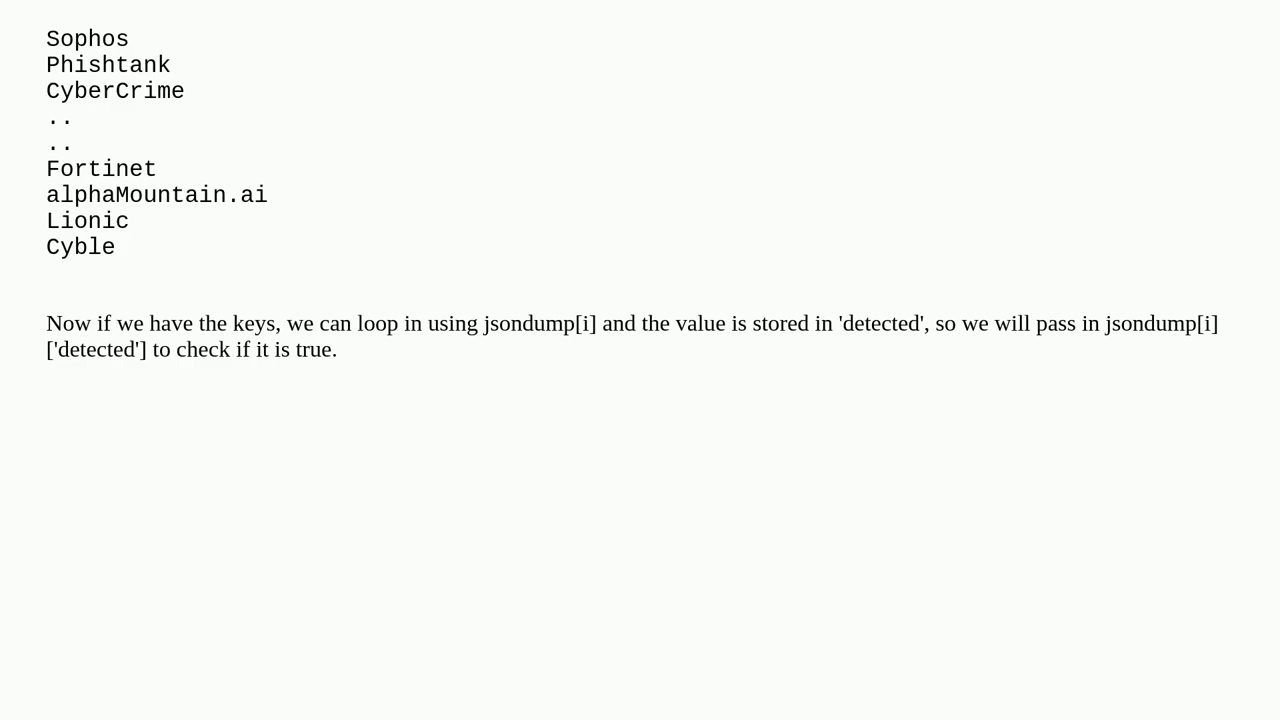 Sophos
Phishtank
CyberCrime
..
..
Fortinet
alphaMountain.ai
Lionic
Cyble
Now if we have the keys, we can loop in using jsondump[i] and the value is stored in 'detected', so we will pass in jsondump[i]
['detected'] to check if it is true.